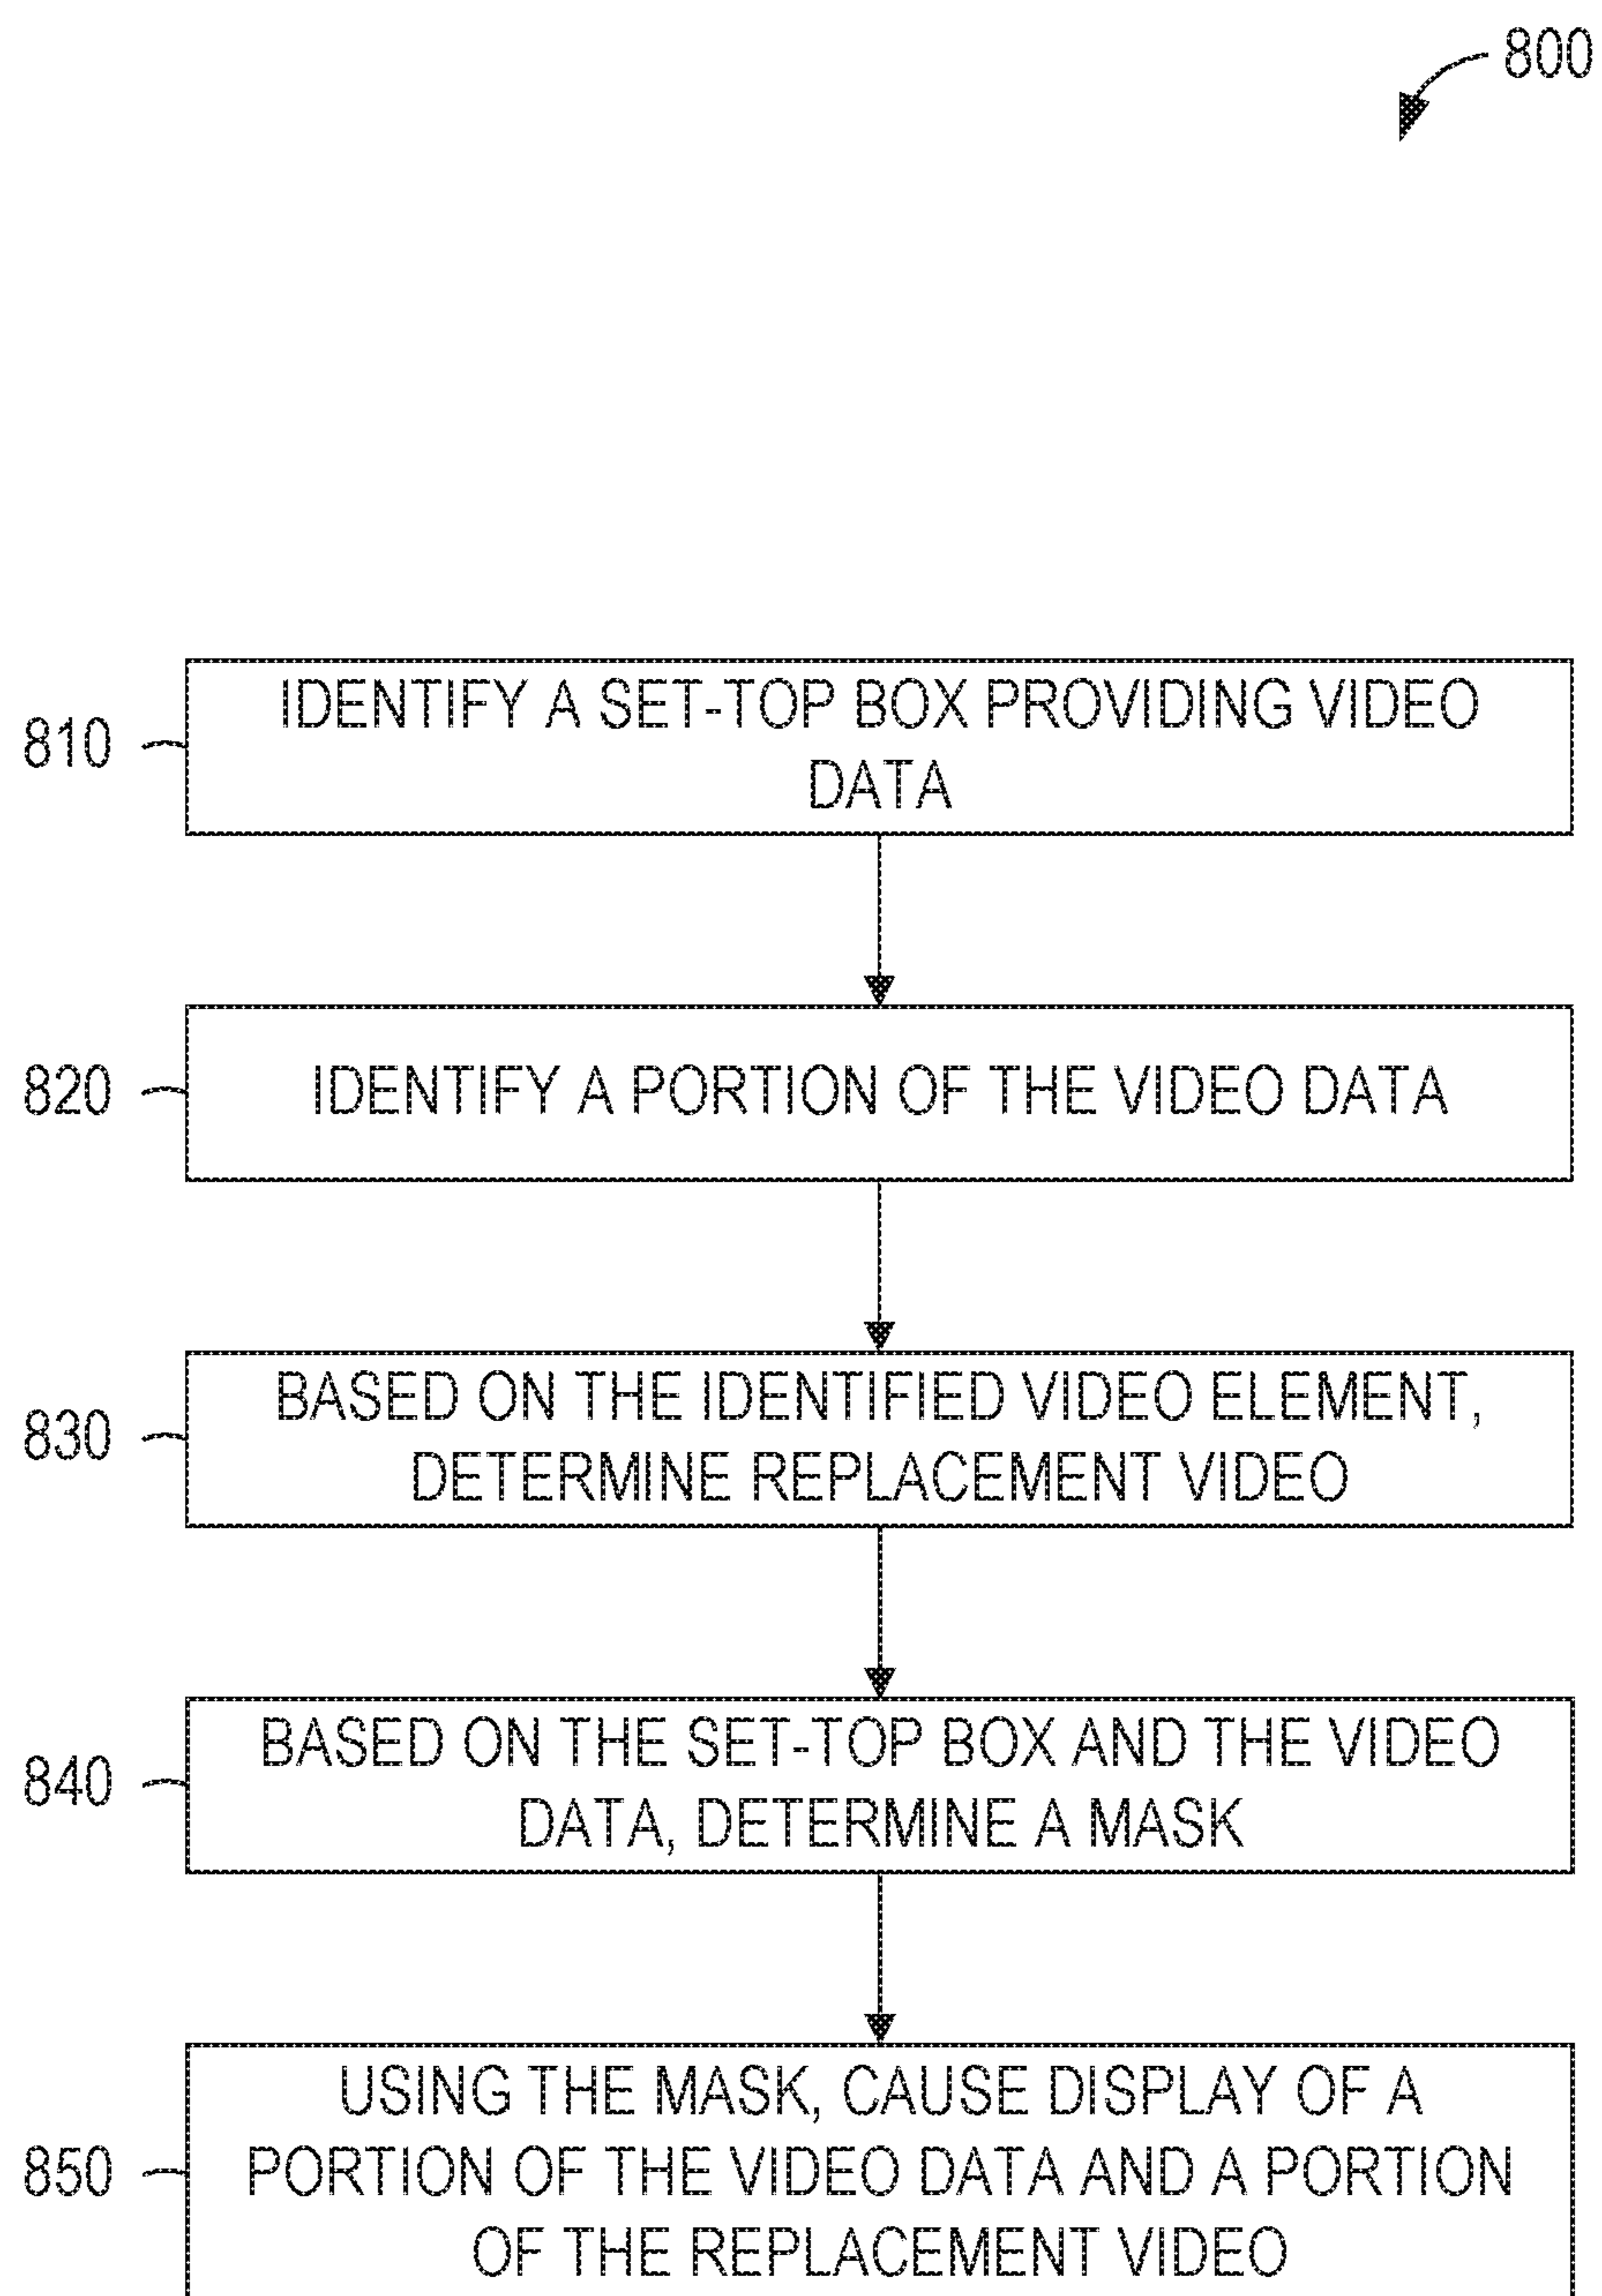 800
810
IDENTIFY A SET-TOP BOX PROVIDING VIDEO
DATA
820
IDENTIFY A PORTION OF THE VIDEO DATA
830
BASED ON THE IDENTIFIED VIDEO ELEMENT,
DETERMINE REPLACEMENT VIDEO
840
BASED ON THE SET-TOP BOX AND THE VIDEO
DATA, DETERMINE A MASK
850
USING THE MASK, CAUSE DISPLAY OF A
PORTION OF THE VIDEO DATA AND A PORTION
OF THE REPLACEMENT VIDEO